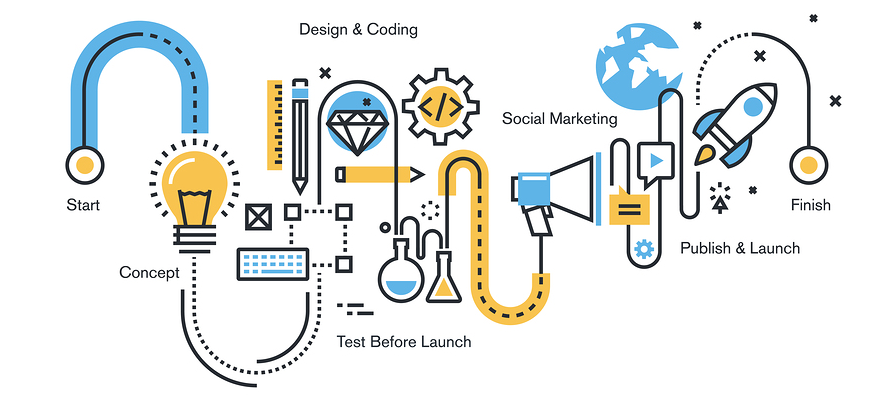 Start
Concept
Design & Coding
</>
Test Before Launch
Social Marketing
Publish & Launch
Finish